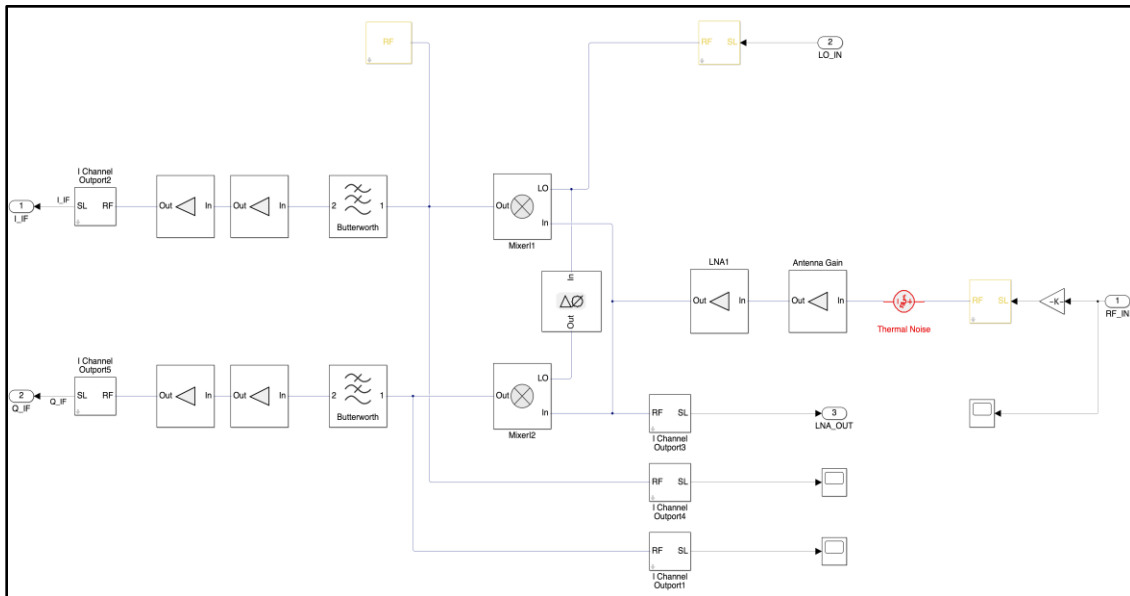 RF
RF SL
2
LO_IN
I Channel
Outport2
1
I_IF
I_IF
SL RF
Out In
Out In
2 1
Butterworth
Out LO
In
MixerI1
In
ΔØ
Out
LNA1
Out In
Antenna Gain
Out In
Thermal Noise
RF SL
-K-
1
RF_IN
I Channel
Outport5
2
Q_IF
Q_IF
SL RF
Out In
Out In
2 1
Butterworth
Out LO
In
MixerI2
RF SL
I Channel
Outport3
3
LNA_OUT
RF SL
I Channel
Outport4
RF SL
I Channel
Outport1